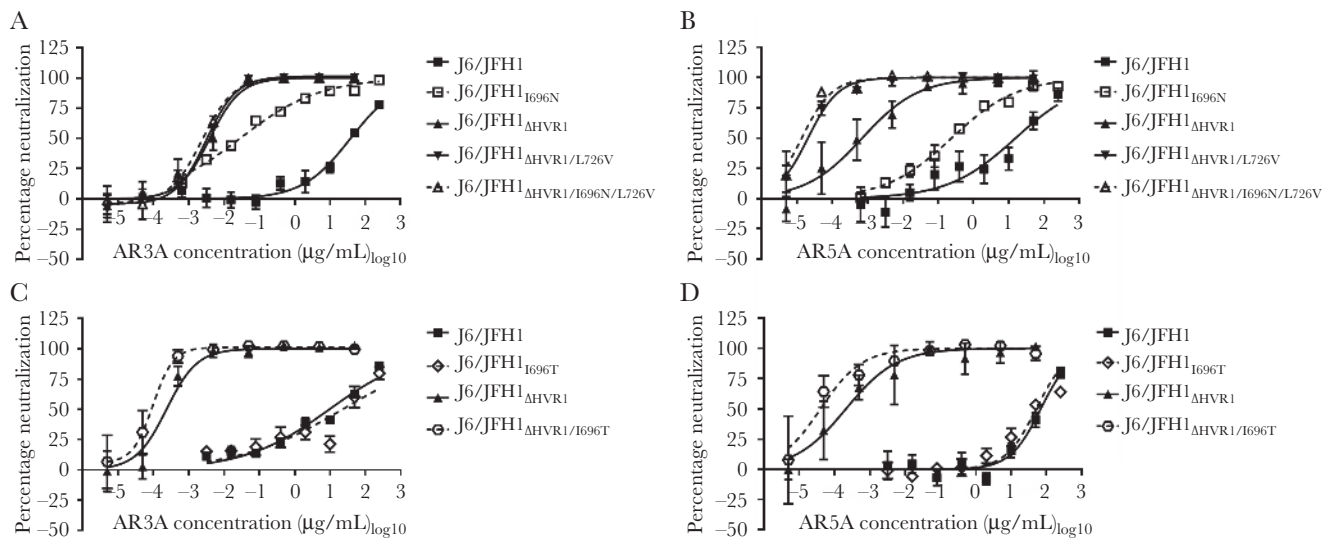 A
Percentage neutralization
125
100
75
50
25
0
−25
−50
−5 −4 −3 −2 −1 0 1 2 3
AR3A concentration (μg/mL)log10
J6/JFH1
J6/JFH1I696N
J6/JFH1ΔHVR1
J6/JFH1ΔHVR1/L726V
J6/JFH1ΔHVR1/I696N/L726V
B
Percentage neutralization
125
100
75
50
25
0
−25
−50
−5 −4 −3 −2 −1 0 1 2 3
AR5A concentration (μg/mL)log10
J6/JFH1
J6/JFH1I696N
J6/JFH1ΔHVR1
J6/JFH1ΔHVR1/L726V
J6/JFH1ΔHVR1/I696N/L726V
C
Percentage neutralization
125
100
75
50
25
0
−25
−50
−5 −4 −3 −2 −1 0 1 2 3
AR3A concentration (μg/mL)log10
J6/JFH1
J6/JFH1I696T
J6/JFH1ΔHVR1
J6/JFH1ΔHVR1/I696T
D
Percentage neutralization
125
100
75
50
25
0
−25
−50
−5 −4 −3 −2 −1 0 1 2 3
AR5A concentration (μg/mL)log10
J6/JFH1
J6/JFH1I696T
J6/JFH1ΔHVR1
J6/JFH1ΔHVR1/I696T